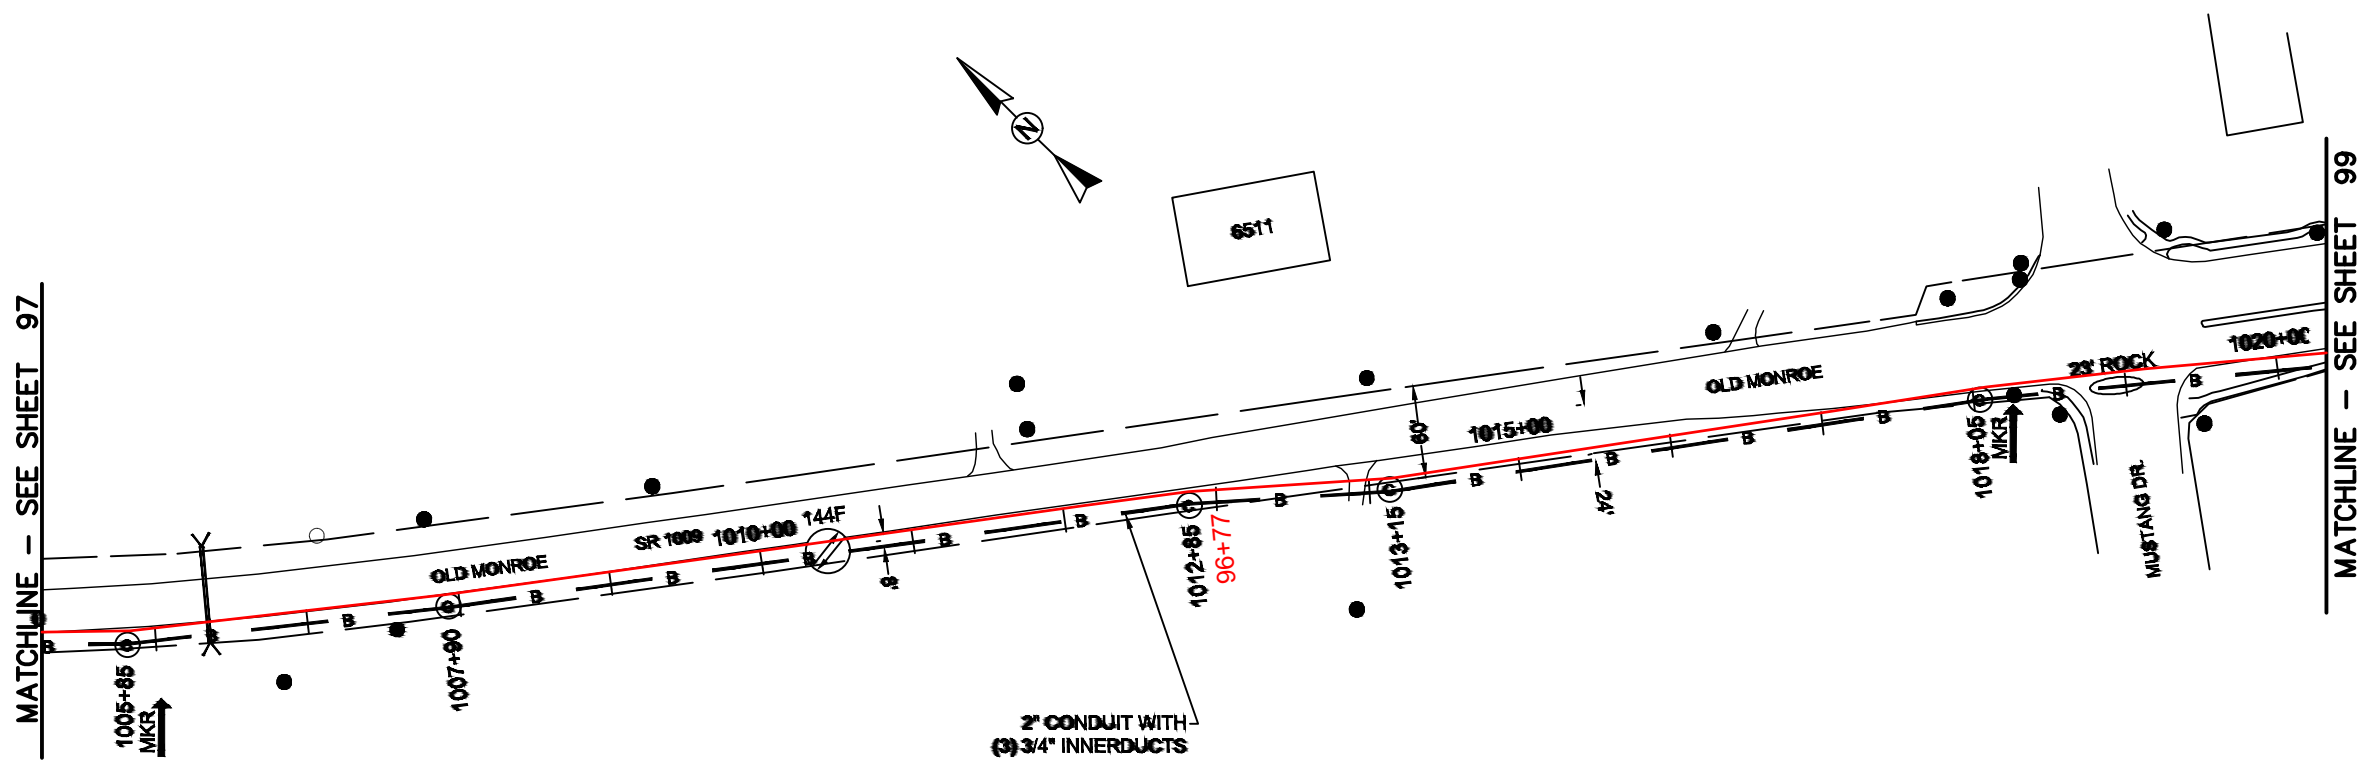 MATCHLINE - SEE SHEET 97
N
6511
MATCHLINE - SEE SHEET 99
1020+00
23' ROCK
OLD MONROE
60'
1015+00
24'
1018+05
MKR
MUSTANG DR.
144F
SR 1009 1010+00
OLD MONROE
8'
1012+85
96+77
1013+15
1007+90
1005+85
MKR
2" CONDUIT WITH
(3) 3/4" INNERDUCTS
B B B B B B B B B B B B B B B B
C C C C C C